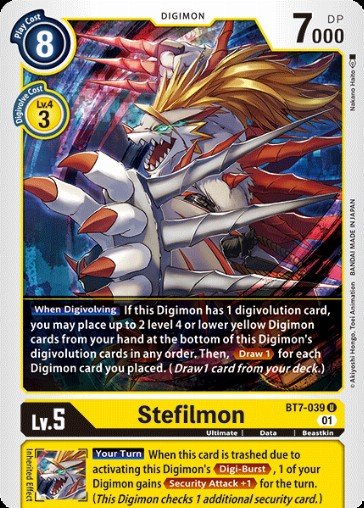 Play Cost
8
DIGIMON
7000
DP
Digivolve Cost
Lv.4
3
Nakano Haito
© Akiyoshi Hongo, Toei Animation BANDAI MADE IN JAPAN
When Digivolving If this Digimon has 1 digivolution card,
you may place up to 2 level 4 or lower yellow Digimon
cards from your hand at the bottom of this Digimon's
digivolution cards in any order. Then, Draw 1 for each
Digimon card you placed. (Draw1 card from your deck.)
Lv.5
Stefilmon
BT7-039 U
01
Ultimate | Data | Beastkin
Inherited Effect
Your Turn When this card is trashed due to
activating this Digimon's Digi-Burst, 1 of your
Digimon gains Security Attack +1 for the turn.
(This Digimon checks 1 additional security card.)